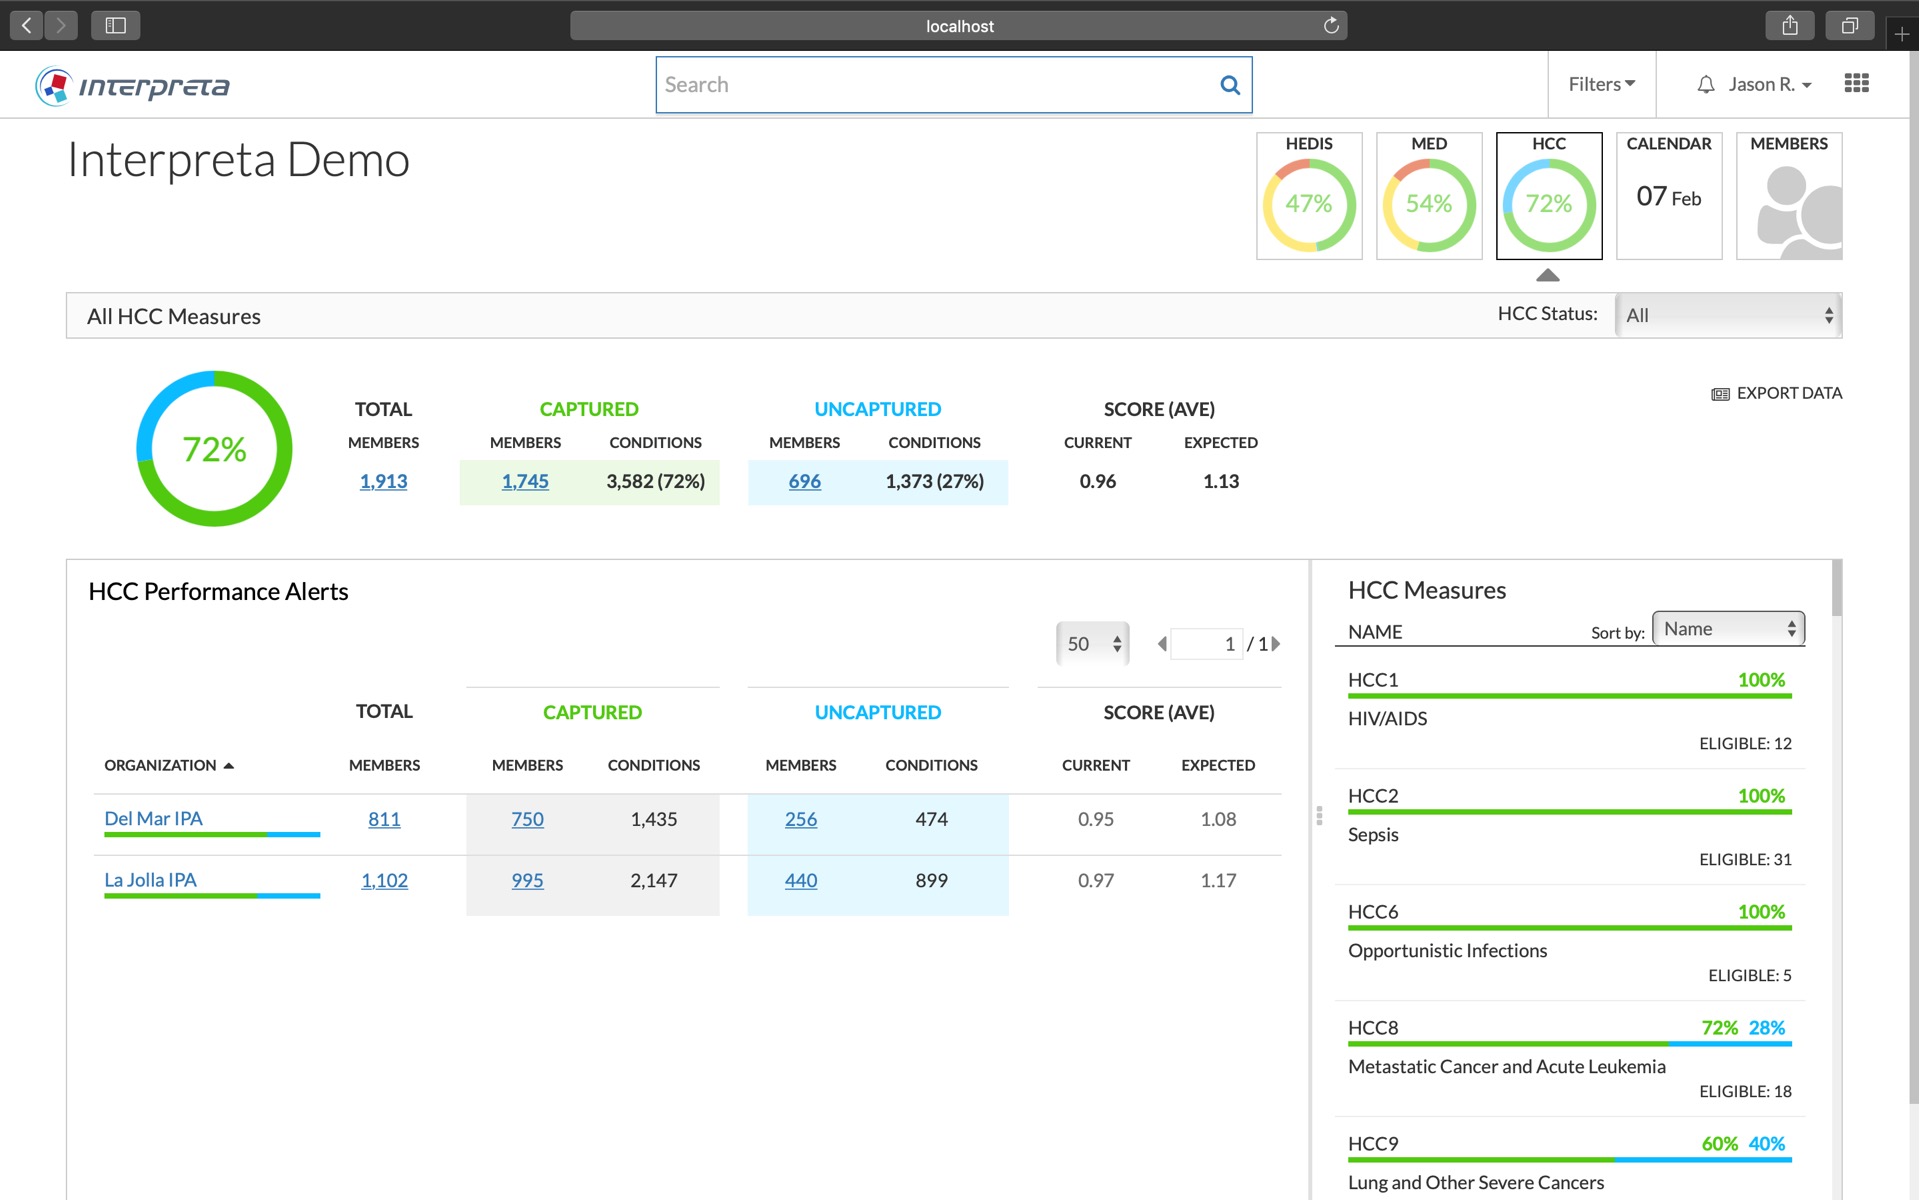 localhost
Interpreta
Search
Filters
Jason R.
Interpreta Demo
HEDIS
47%
MED
54%
HCC
72%
CALENDAR
07 Feb
MEMBERS
All HCC Measures
HCC Status:
All
EXPORT DATA
72%
TOTAL CAPTURED UNCAPTURED SCORE (AVE)
MEMBERS MEMBERS CONDITIONS MEMBERS CONDITIONS CURRENT EXPECTED
1,913 1,745 3,582 (72%) 696 1,373 (27%) 0.96 1.13
HCC Performance Alerts
50 1 / 1
TOTAL CAPTURED UNCAPTURED SCORE (AVE)
ORGANIZATION MEMBERS MEMBERS CONDITIONS MEMBERS CONDITIONS CURRENT EXPECTED
Del Mar IPA 811 750 1,435 256 474 0.95 1.08
La Jolla IPA 1,102 995 2,147 440 899 0.97 1.17
HCC Measures
NAME Sort by: Name
HCC1 100%
HIV/AIDS
ELIGIBLE: 12
HCC2 100%
Sepsis
ELIGIBLE: 31
HCC6 100%
Opportunistic Infections
ELIGIBLE: 5
HCC8 72% 28%
Metastatic Cancer and Acute Leukemia
ELIGIBLE: 18
HCC9 60% 40%
Lung and Other Severe Cancers